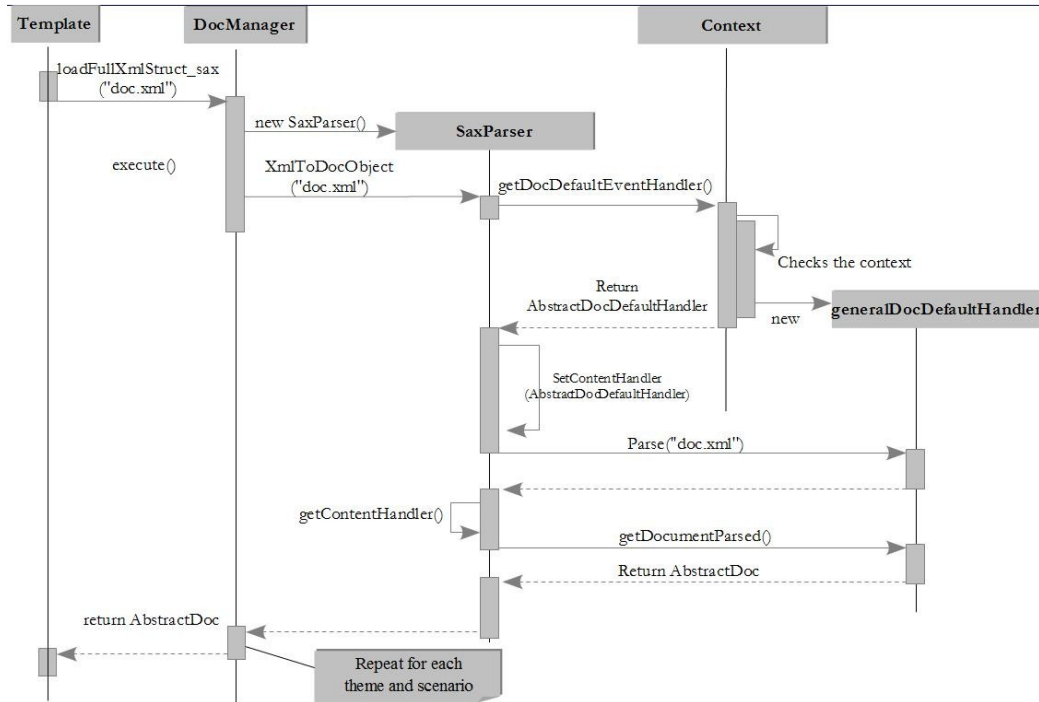 Template
DocManager
Context
loadFullXmlStruct_sax
("doc.xml")
new SaxParser()
SaxParser
execute()
XmlToDocObject
("doc.xml")
getDocDefaultEventHandler()
Checks the context
Return
AbstractDocDefaultHandler
new
generalDocDefaultHandler
SetContentHandler
(AbstractDocDefaultHandler)
Parse("doc.xml")
getContentHandler()
getDocumentParsed()
Return AbstractDoc
return AbstractDoc
Repeat for each
theme and scenario